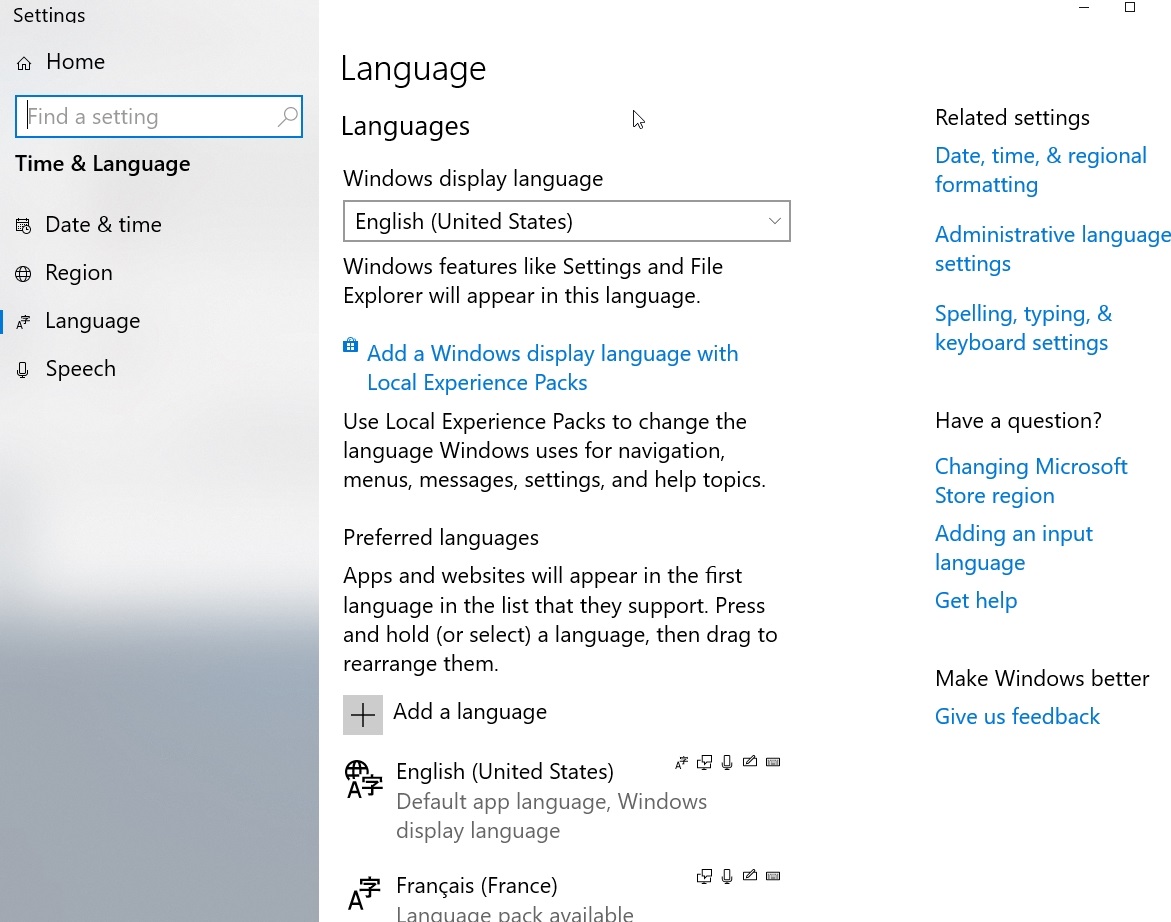 Settings
Home
Find a setting
Time & Language
Date & time
Region
Language
Speech
Language
Languages
Windows display language
English (United States)
Windows features like Settings and File
Explorer will appear in this language.
Add a Windows display language with
Local Experience Packs
Use Local Experience Packs to change the
language Windows uses for navigation,
menus, messages, settings, and help topics.
Preferred languages
Apps and websites will appear in the first
language in the list that they support. Press
and hold (or select) a language, then drag to
rearrange them.
Add a language
English (United States)
Default app language, Windows
display language
Français (France)
Language pack available
Related settings
Date, time, & regional
formatting
Administrative language
settings
Spelling, typing, &
keyboard settings
Have a question?
Changing Microsoft
Store region
Adding an input
language
Get help
Make Windows better
Give us feedback